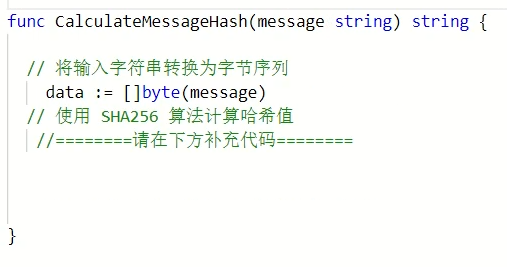 func CalculateMessageHash(message string) string {
// 将输入字符串转换为字节序列
data := []byte(message)
// 使用 SHA256 算法计算哈希值
//========请在下方补充代码========
}